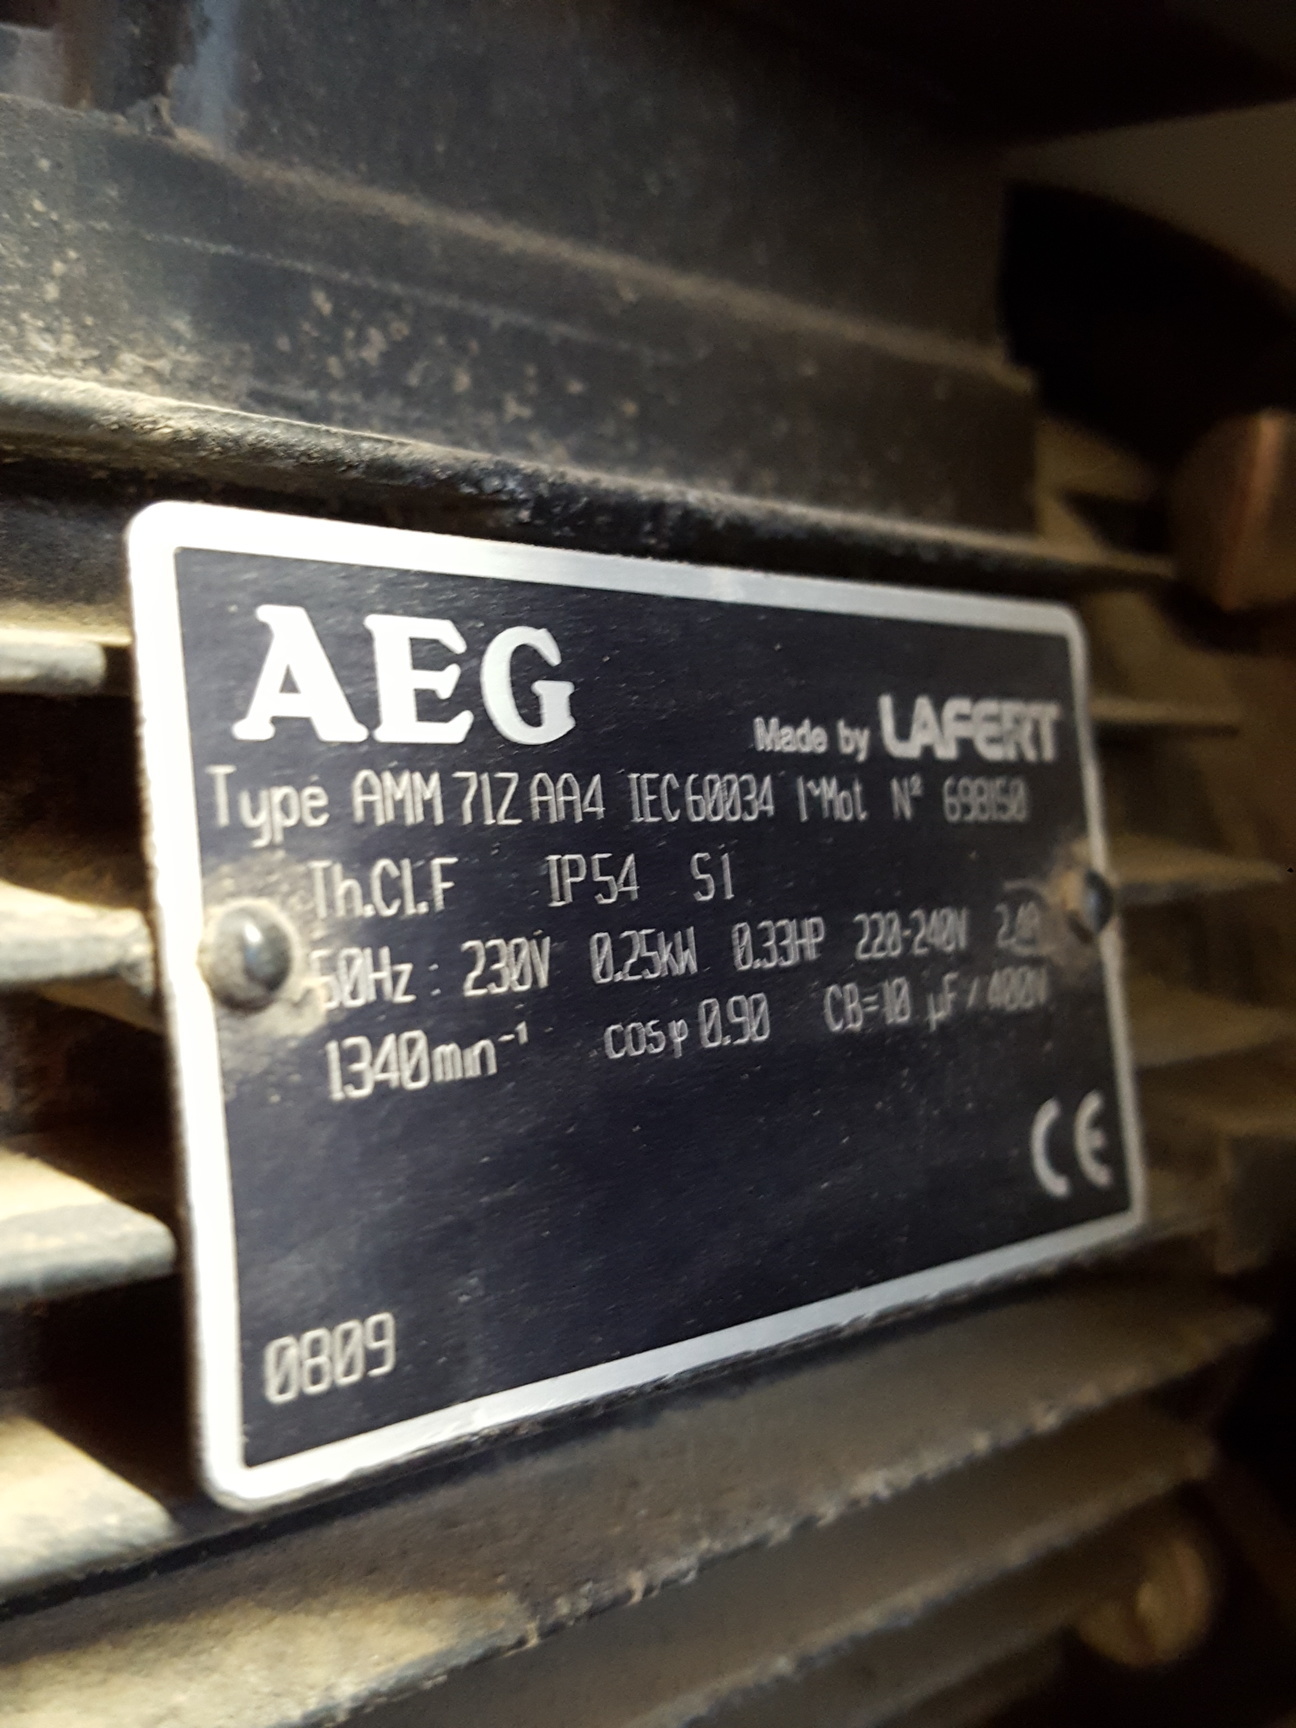 AEG
Made by LAFERT
Type AMM 71Z AA4 IEC 60034 1~Mot Nº 698150
Th.Cl.F IP54 S1
50Hz : 230V 0.25kW 0.33HP 220-240V
1340min⁻¹ cosφ 0.90 CB=10 µF / 400V
CE
0809